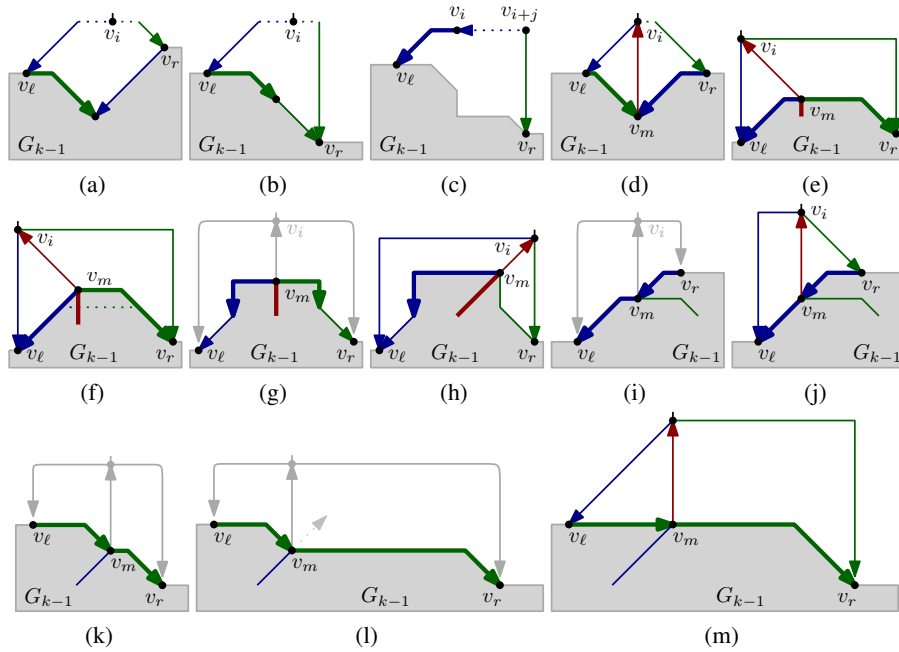 v_i v_r v_ℓ G_{k-1}
(a)
v_i v_ℓ G_{k-1} v_r
(b)
v_i v_{i+j} v_ℓ G_{k-1} v_r
(c)
v_i v_ℓ v_r v_m G_{k-1}
(d)
v_i v_m v_ℓ G_{k-1} v_r
(e)
v_i v_m v_ℓ G_{k-1} v_r
(f)
v_i v_m v_ℓ G_{k-1} v_r
(g)
v_i v_m v_ℓ G_{k-1} v_r
(h)
v_i v_r v_m v_ℓ G_{k-1}
(i)
v_i v_r v_m v_ℓ G_{k-1}
(j)
v_ℓ v_m G_{k-1} v_r
(k)
v_ℓ v_m G_{k-1} v_r
(l)
v_ℓ v_m G_{k-1} v_r
(m)